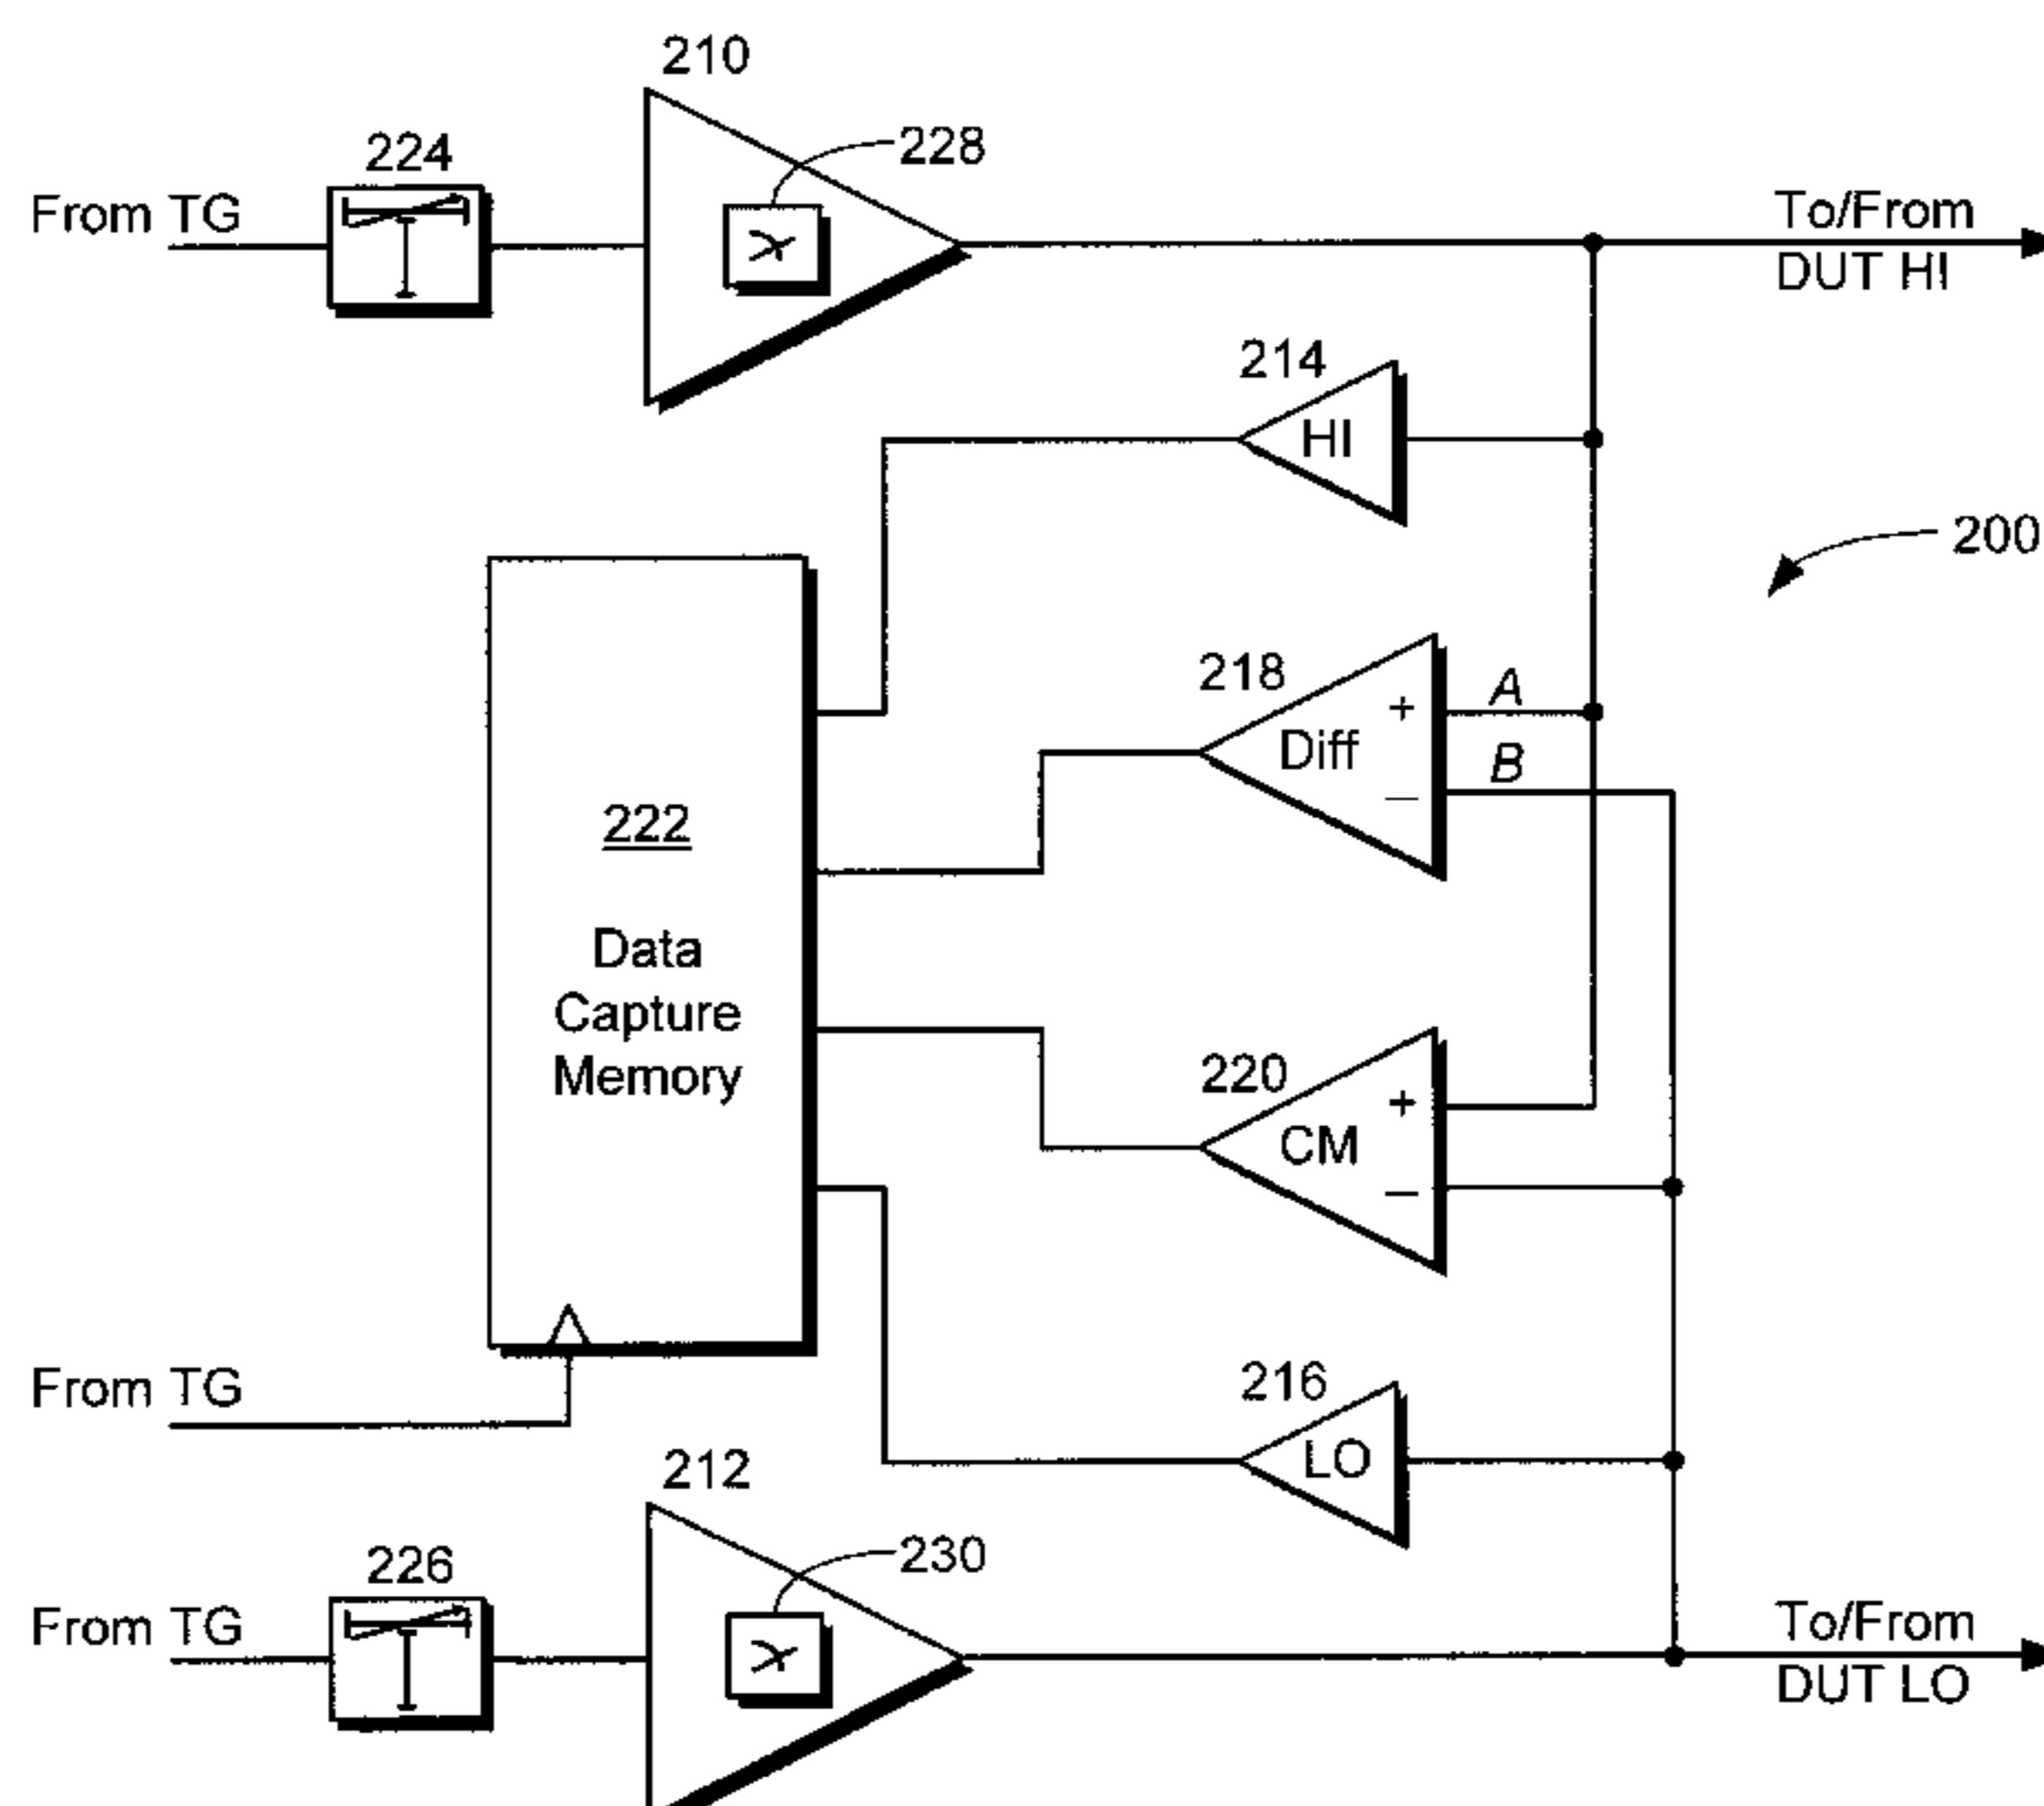 210
228
224
From TG
To/From
DUT HI
214
HI
200
218
+
A
Diff
B
–
222
Data
Capture
Memory
220
+
CM
–
From TG
216
LO
212
230
226
From TG
To/From
DUT LO